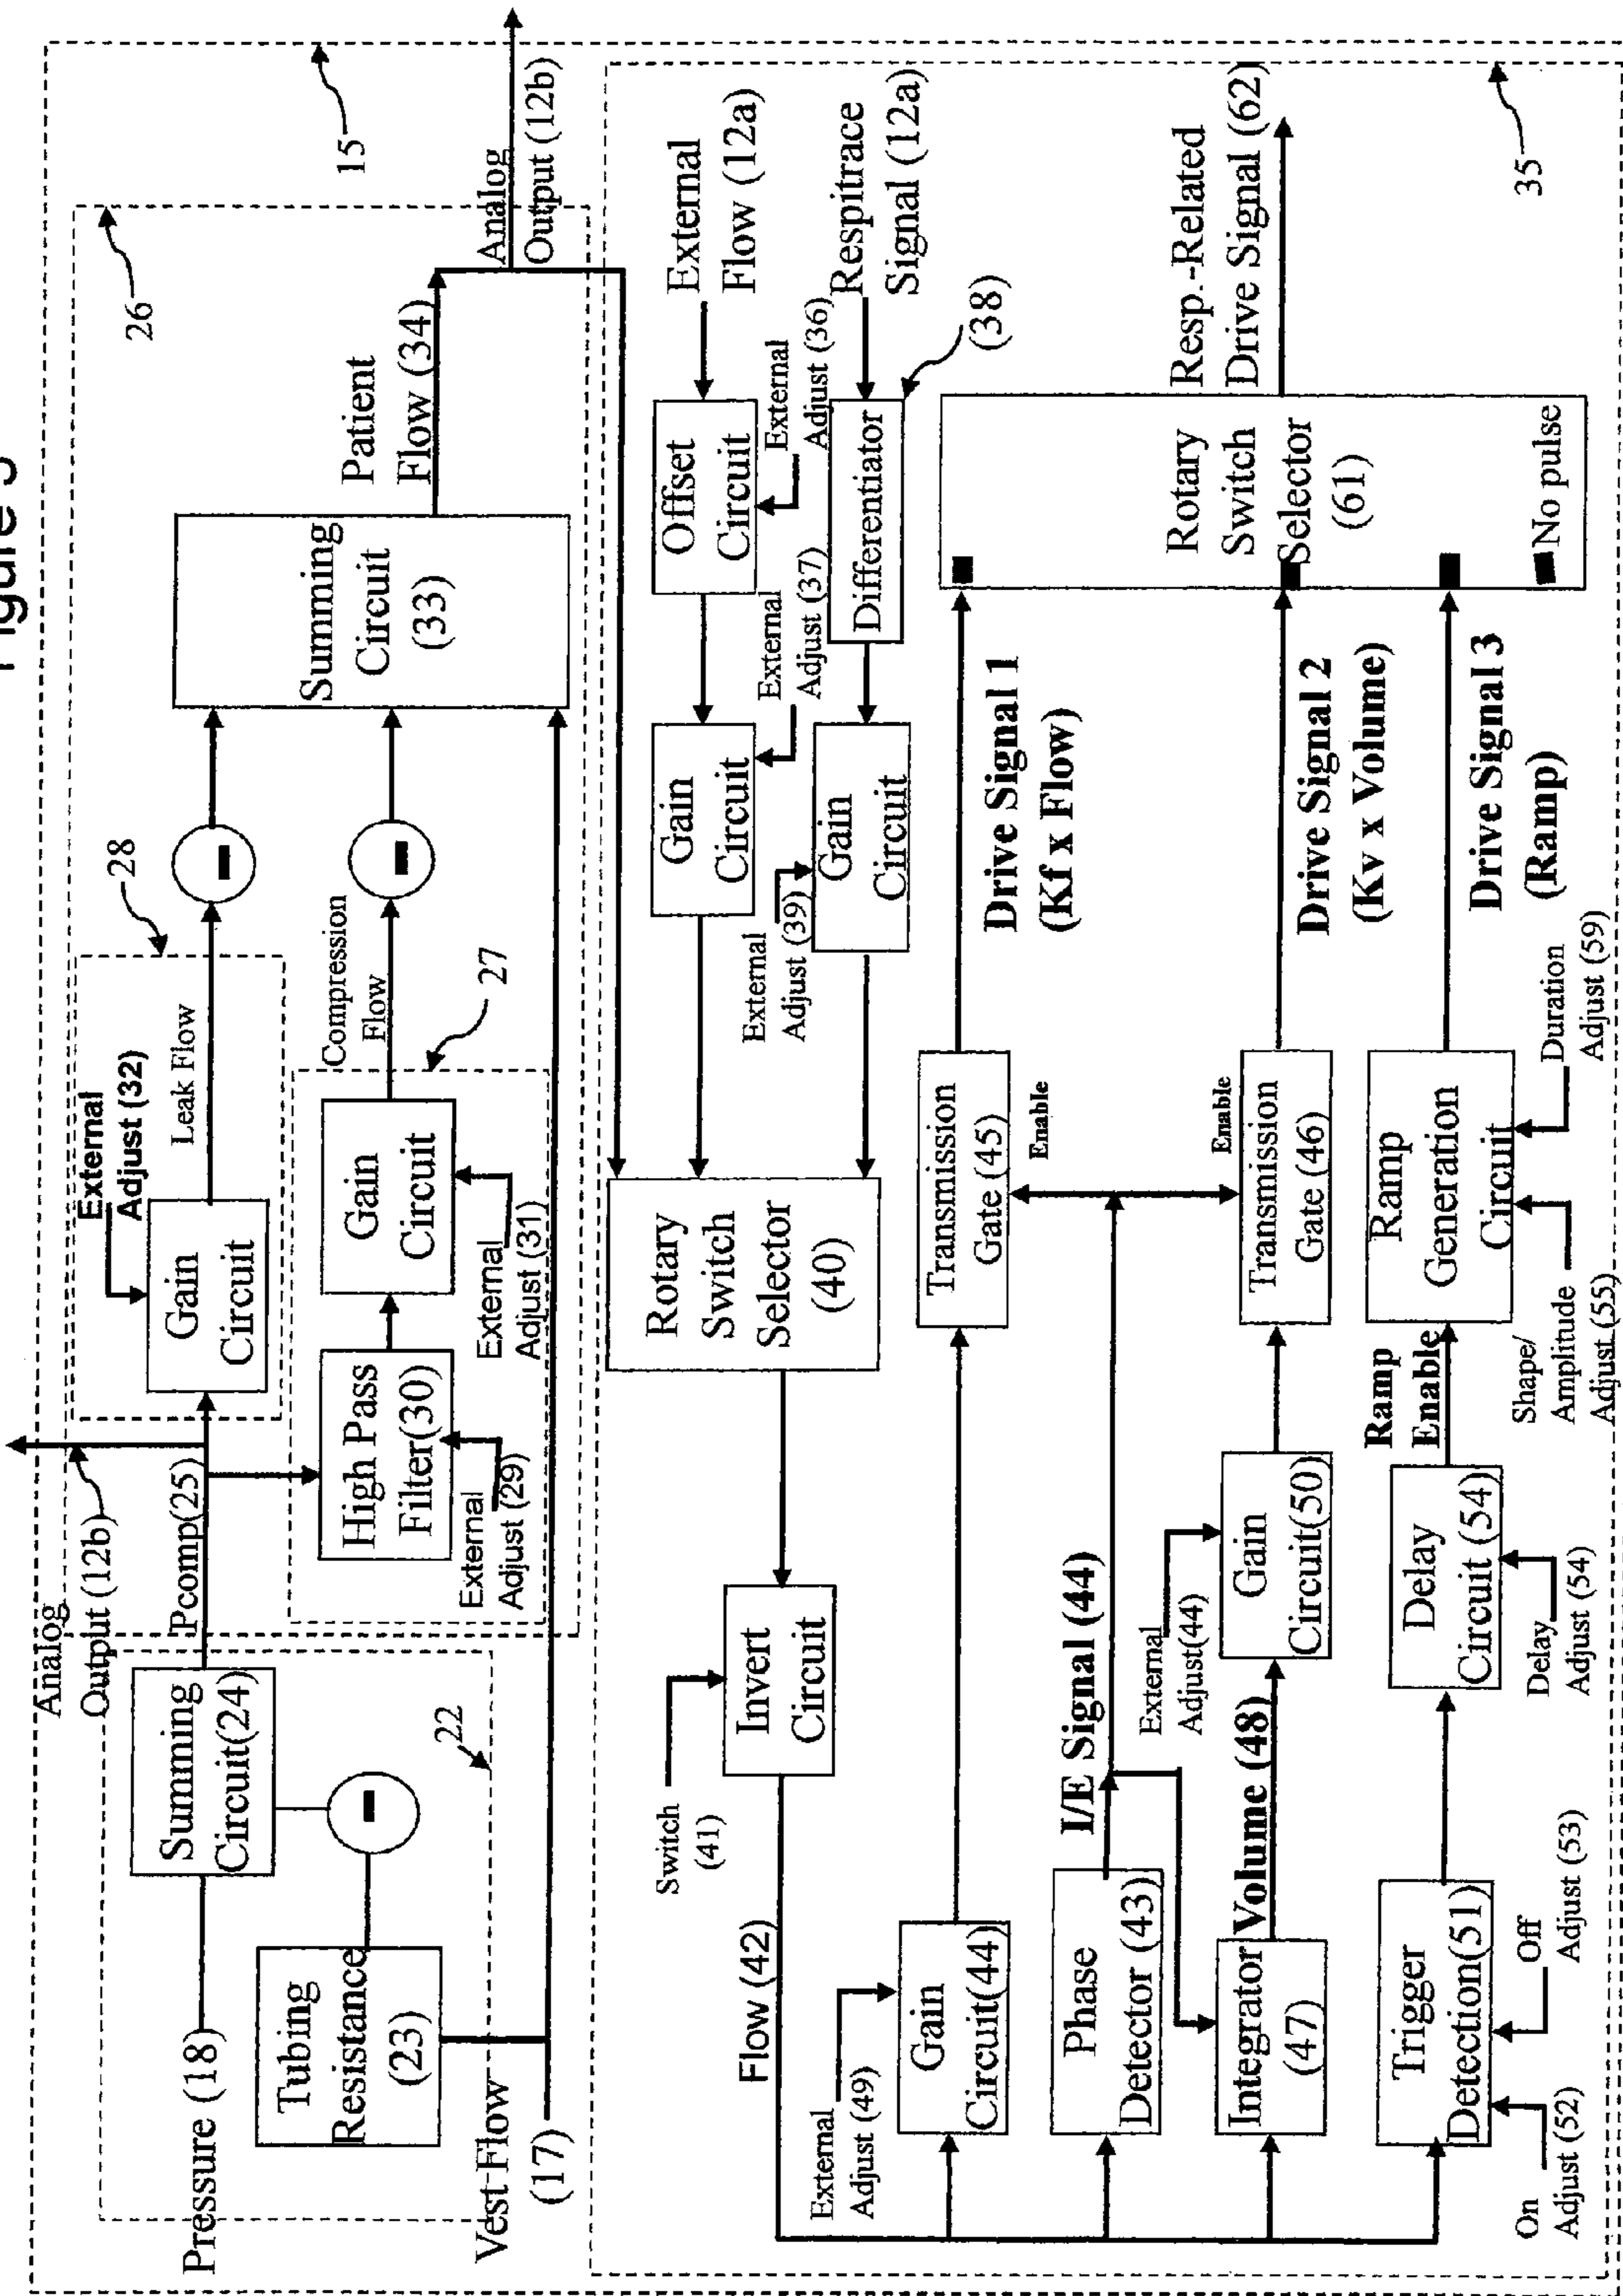 Figure
15
26
Analog
Output (12b)
Pcomp(25)
28
External
Adjust (32)
Gain
Circuit
Leak Flow
Summing
Circuit
(33)
Patient
Flow (34)
Analog
Output (12b)
Pressure (18)
Summing
Circuit(24)
Tubing
Resistance
(23)
22
Vest Flow
(17)
High Pass
Filter(30)
External
Adjust (29)
Gain
Circuit
External
Adjust (31)
Compression
Flow
27
External
Flow (12a)
Offset
Circuit
External
Adjust (36)
Gain
Circuit
External
Adjust (37)
Respitrace
Signal (12a)
Differentiator
(38)
Gain
Circuit
External
Adjust (39)
Rotary
Switch
Selector
(40)
Invert
Circuit
Switch
(41)
Flow (42)
External
Adjust (49)
Gain
Circuit(44)
Transmission
Gate (45)
Enable
Drive Signal 1
(Kf x Flow)
Phase
Detector (43)
I/E Signal (44)
Integrator
(47)
Volume (48)
External
Adjust(44)
Gain
Circuit(50)
Enable
Transmission
Gate (46)
Drive Signal 2
(Kv x Volume)
Trigger
Detection(51)
On
Adjust (52)
Off
Adjust (53)
Delay
Circuit (54)
Delay
Adjust (54)
Ramp
Enable
Ramp
Generation
Circuit
Shape/
Amplitude
Adjust (55)
Duration
Adjust (59)
Drive Signal 3
(Ramp)
Rotary
Switch
Selector
(61)
No pulse
Resp.-Related
Drive Signal (62)
35